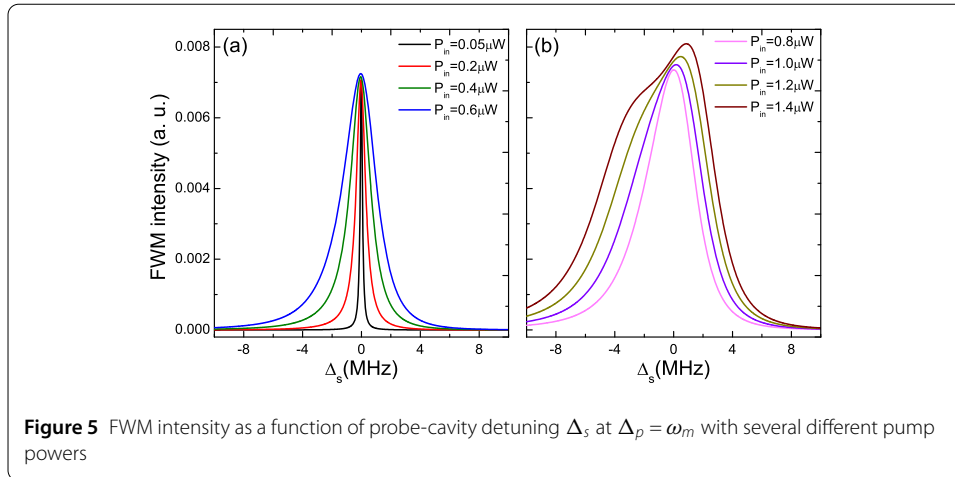 (a)
P_in=0.05μW
P_in=0.2μW
P_in=0.4μW
P_in=0.6μW
(b)
P_in=0.8μW
P_in=1.0μW
P_in=1.2μW
P_in=1.4μW
FWM intensity (a. u.)
0.008
0.006
0.004
0.002
0.000
-8 -4 0 4 8
-8 -4 0 4 8
Δ_s(MHz)
Δ_s(MHz)
Figure 5 FWM intensity as a function of probe-cavity detuning Δ_s at Δ_p = ω_m with several different pump
powers